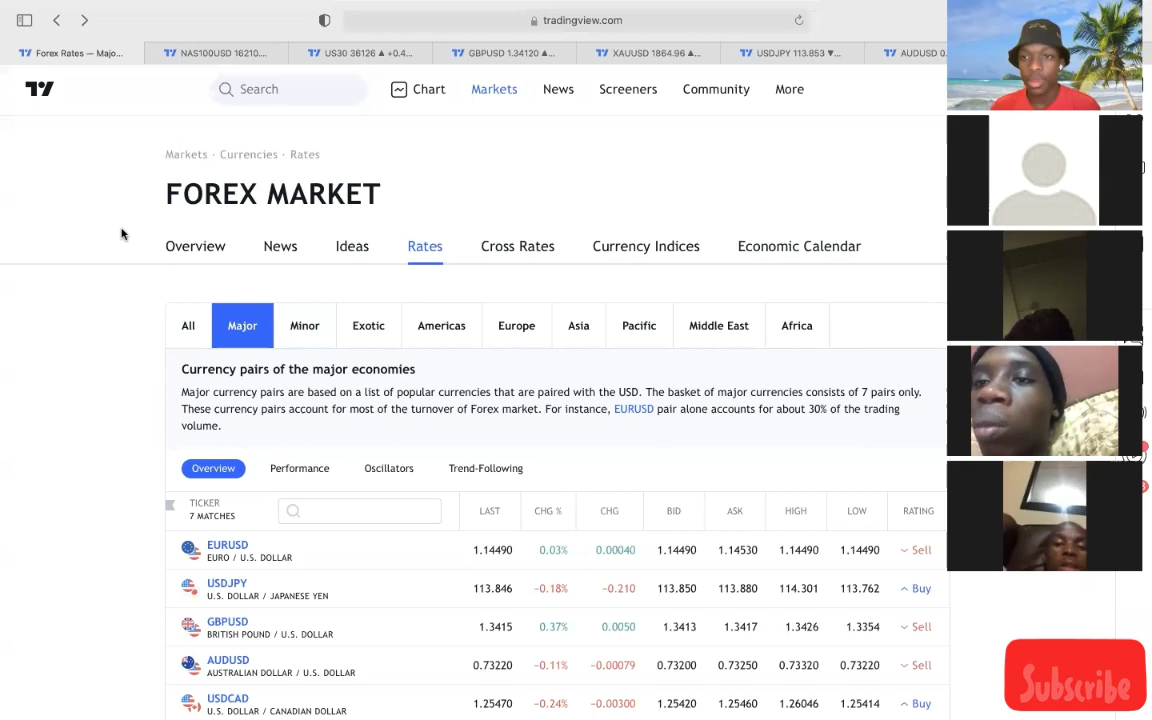 tradingview.com
Forex Rates — Majo...
NAS100USD 16210....
US30 36126 ▲ +0.4...
GBPUSD 1.34120 ▲...
XAUUSD 1864.96 ▲...
USDJPY 113.853 ▼...
AUDUSD 0.
Search
Chart
Markets
News
Screeners
Community
More
Markets · Currencies · Rates
FOREX MARKET
Overview
News
Ideas
Rates
Cross Rates
Currency Indices
Economic Calendar
All
Major
Minor
Exotic
Americas
Europe
Asia
Pacific
Middle East
Africa
Currency pairs of the major economies
Major currency pairs are based on a list of popular currencies that are paired with the USD. The basket of major currencies consists of 7 pairs only.
These currency pairs account for most of the turnover of Forex market. For instance, EURUSD pair alone accounts for about 30% of the trading
volume.
Overview
Performance
Oscillators
Trend-Following
TICKER
7 MATCHES
LAST CHG % CHG BID ASK HIGH LOW RATING
EURUSD
EURO / U.S. DOLLAR
1.14490 0.03% 0.00040 1.14490 1.14530 1.14490 1.14490 Sell
USDJPY
U.S. DOLLAR / JAPANESE YEN
113.846 −0.18% −0.210 113.850 113.880 114.301 113.762 Buy
GBPUSD
BRITISH POUND / U.S. DOLLAR
1.3415 0.37% 0.0050 1.3413 1.3417 1.3426 1.3354 Sell
AUDUSD
AUSTRALIAN DOLLAR / U.S. DOLLAR
0.73220 −0.11% −0.00079 0.73200 0.73250 0.73320 0.73220 Sell
USDCAD
U.S. DOLLAR / CANADIAN DOLLAR
1.25470 −0.24% −0.00300 1.25420 1.25460 1.26046 1.25414 Buy
Subscribe